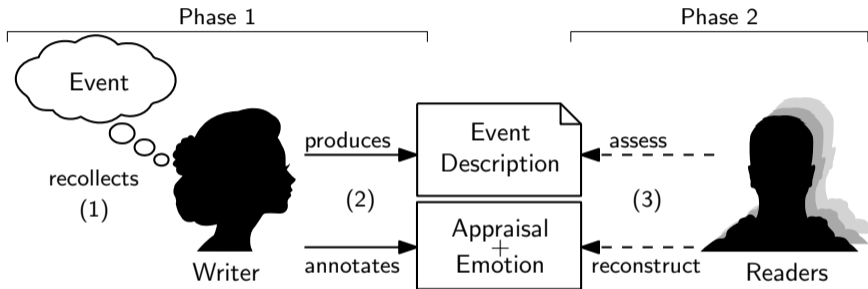 Phase 1
Phase 2
Event
recollects
(1)
Writer
produces
(2)
annotates
Event
Description
Appraisal
+
Emotion
assess
(3)
reconstruct
Readers